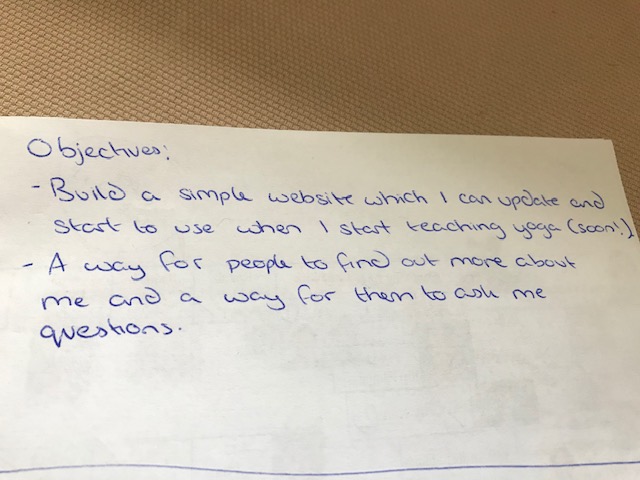 Objectives:
- Build a simple website which I can update and
start to use when I start teaching yoga (soon!)
- A way for people to find out more about
me and a way for them to ask me
questions.